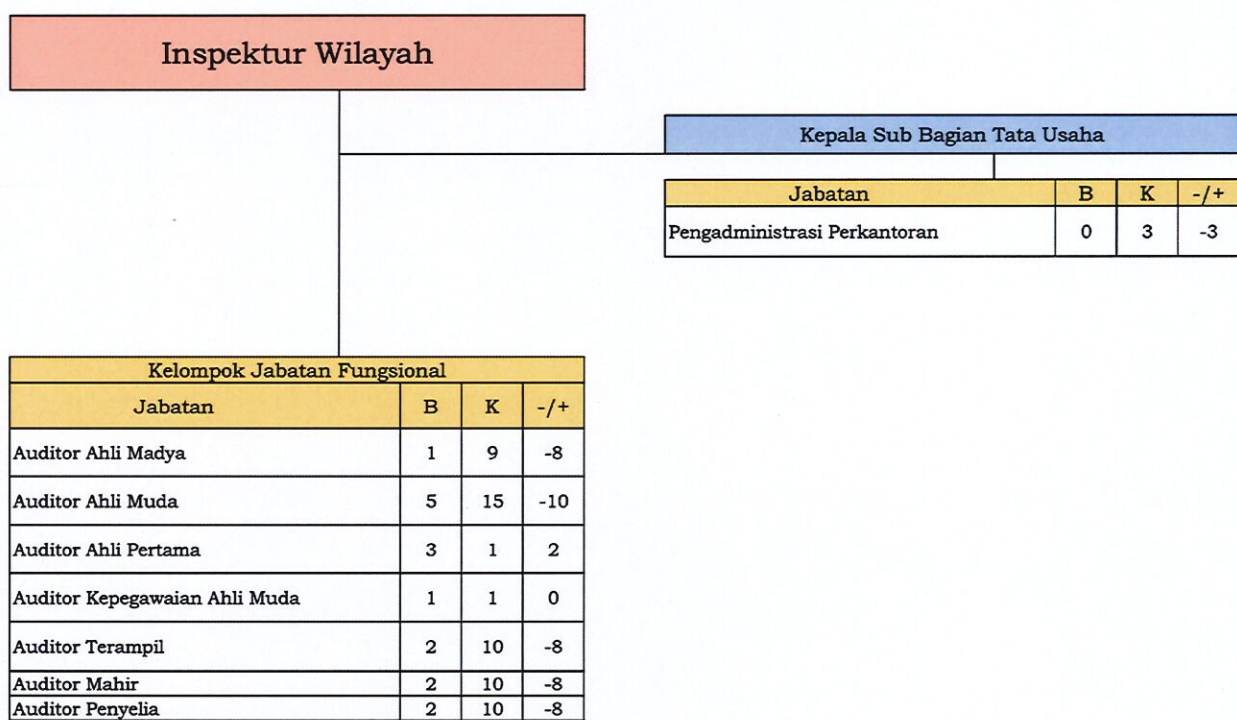 Inspektur Wilayah
Kepala Sub Bagian Tata Usaha
Jabatan B K -/+
Pengadministrasi Perkantoran 0 3 -3
Kelompok Jabatan Fungsional
Jabatan B K -/+
Auditor Ahli Madya 1 9 -8
Auditor Ahli Muda 5 15 -10
Auditor Ahli Pertama 3 1 2
Auditor Kepegawaian Ahli Muda 1 1 0
Auditor Terampil 2 10 -8
Auditor Mahir 2 10 -8
Auditor Penyelia 2 10 -8